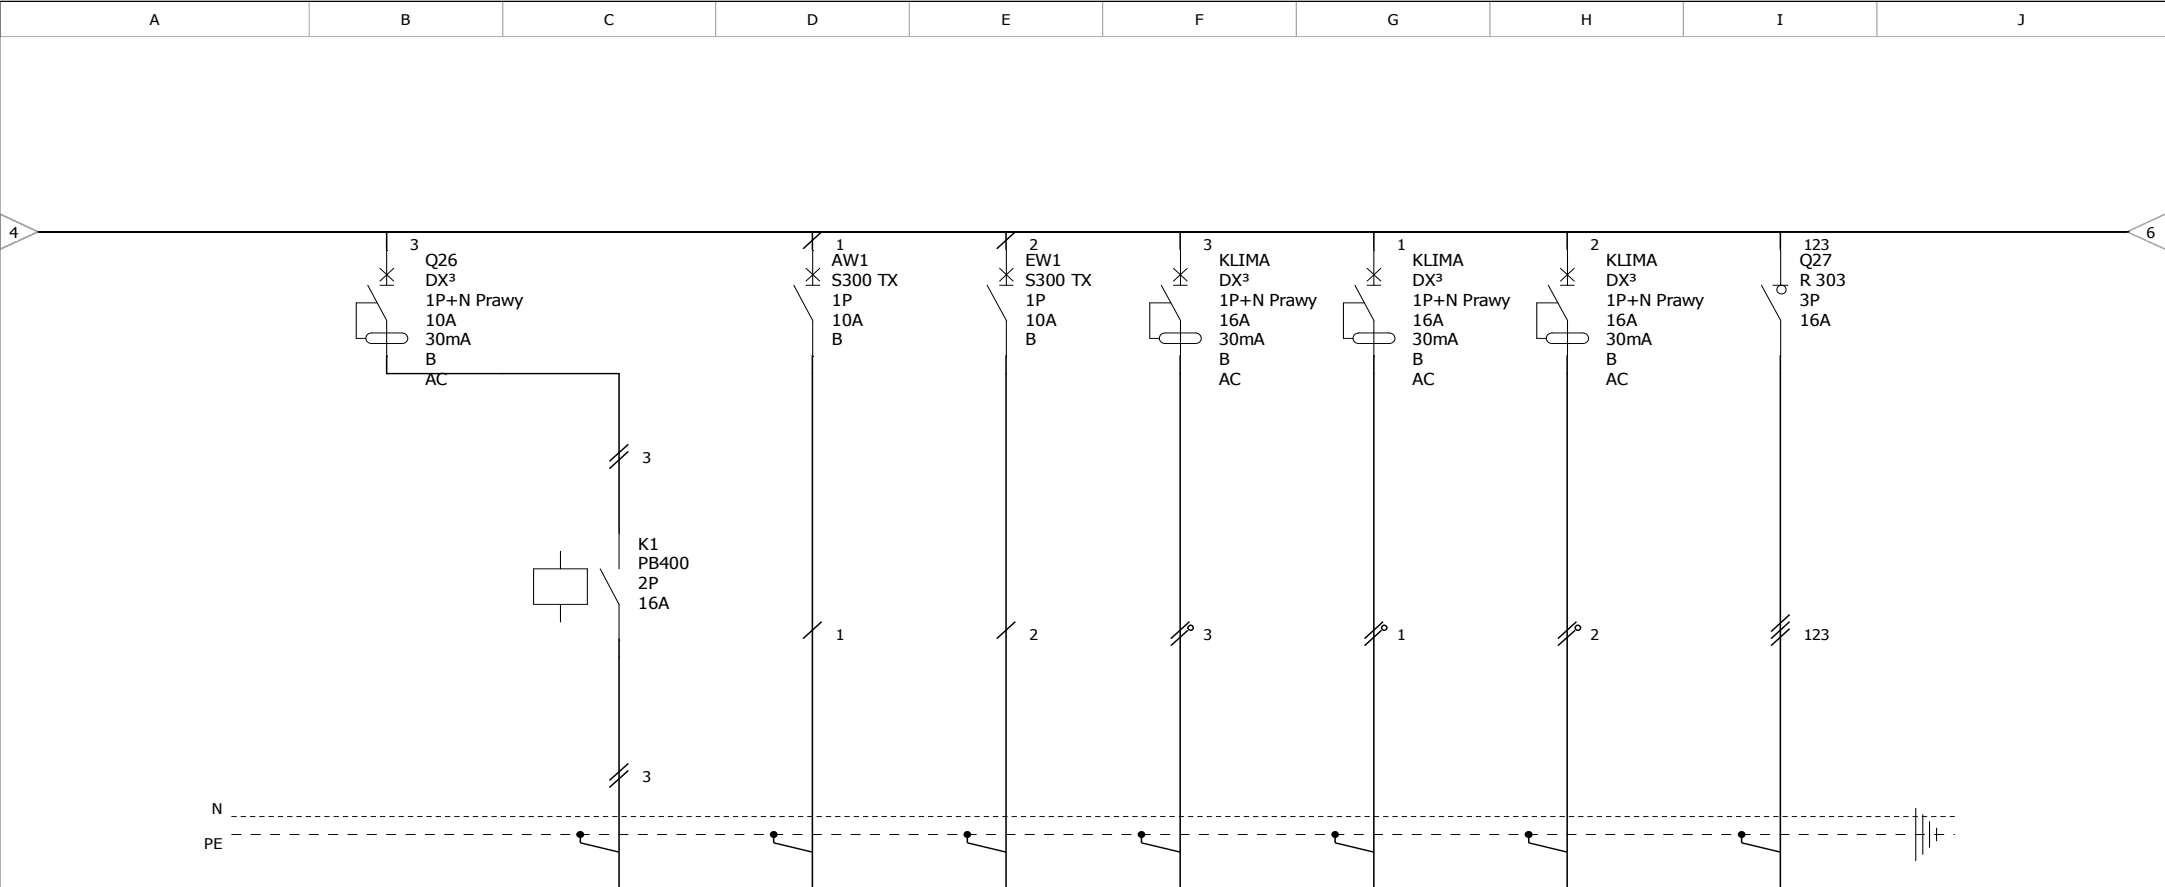 A B C D E F G H I J
4
6
3
Q26
DX³
1P+N Prawy
10A
30mA
B
AC
1
AW1
S300 TX
1P
10A
B
2
EW1
S300 TX
1P
10A
B
3
KLIMA
DX³
1P+N Prawy
16A
30mA
B
AC
1
KLIMA
DX³
1P+N Prawy
16A
30mA
B
AC
2
KLIMA
DX³
1P+N Prawy
16A
30mA
B
AC
123
Q27
R 303
3P
16A
3
K1
PB400
2P
16A
1 2 3 1 2 123
3
N
PE